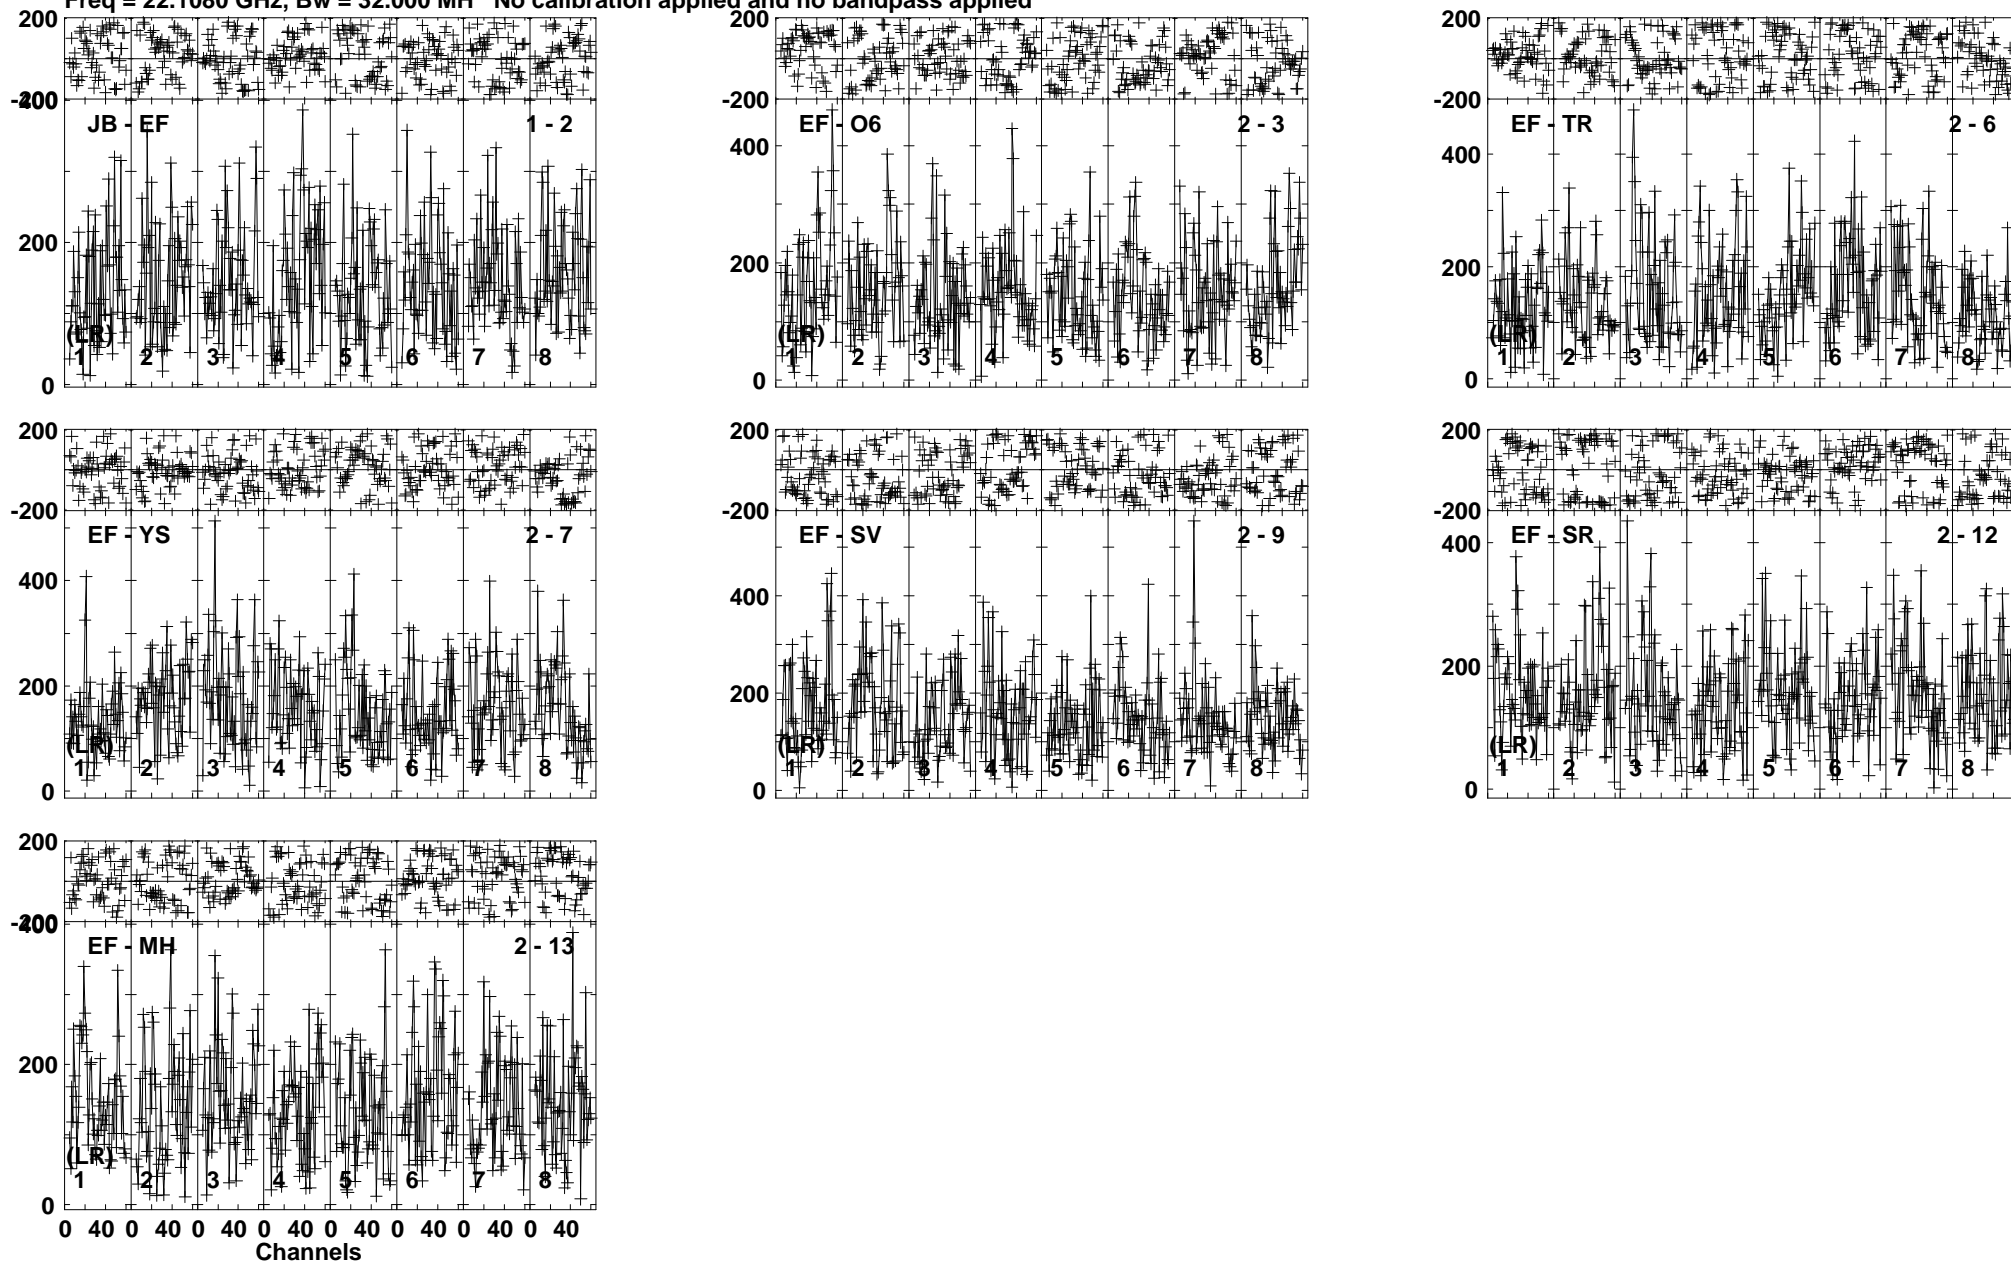 Freq = 22.1080 GHz, Bw = 32.000 MH No calibration applied and no bandpass applied
200
-200
400
JB - EF 1 - 2
200
(LR)
1 2 3 4 5 6 7 8
0
200
-200
EF - O6 2 - 3
400
200
(LR)
1 2 3 4 5 6 7 8
0
200
-200
EF - TR 2 - 6
400
200
(LR)
1 2 3 4 5 6 7 8
0
200
-200
EF - YS 2 - 7
400
200
(LR)
1 2 3 4 5 6 7 8
0
200
-200
EF - SV 2 - 9
400
200
(LR)
1 2 3 4 5 6 7 8
0
200
-200
EF - SR 2 - 12
400
200
(LR)
1 2 3 4 5 6 7 8
0
200
-200
400
EF - MH 2 - 13
200
(LR)
1 2 3 4 5 6 7 8
0
0 40 0 40 0 40 0 40 0 40 0 40 0 40 0 40
Channels